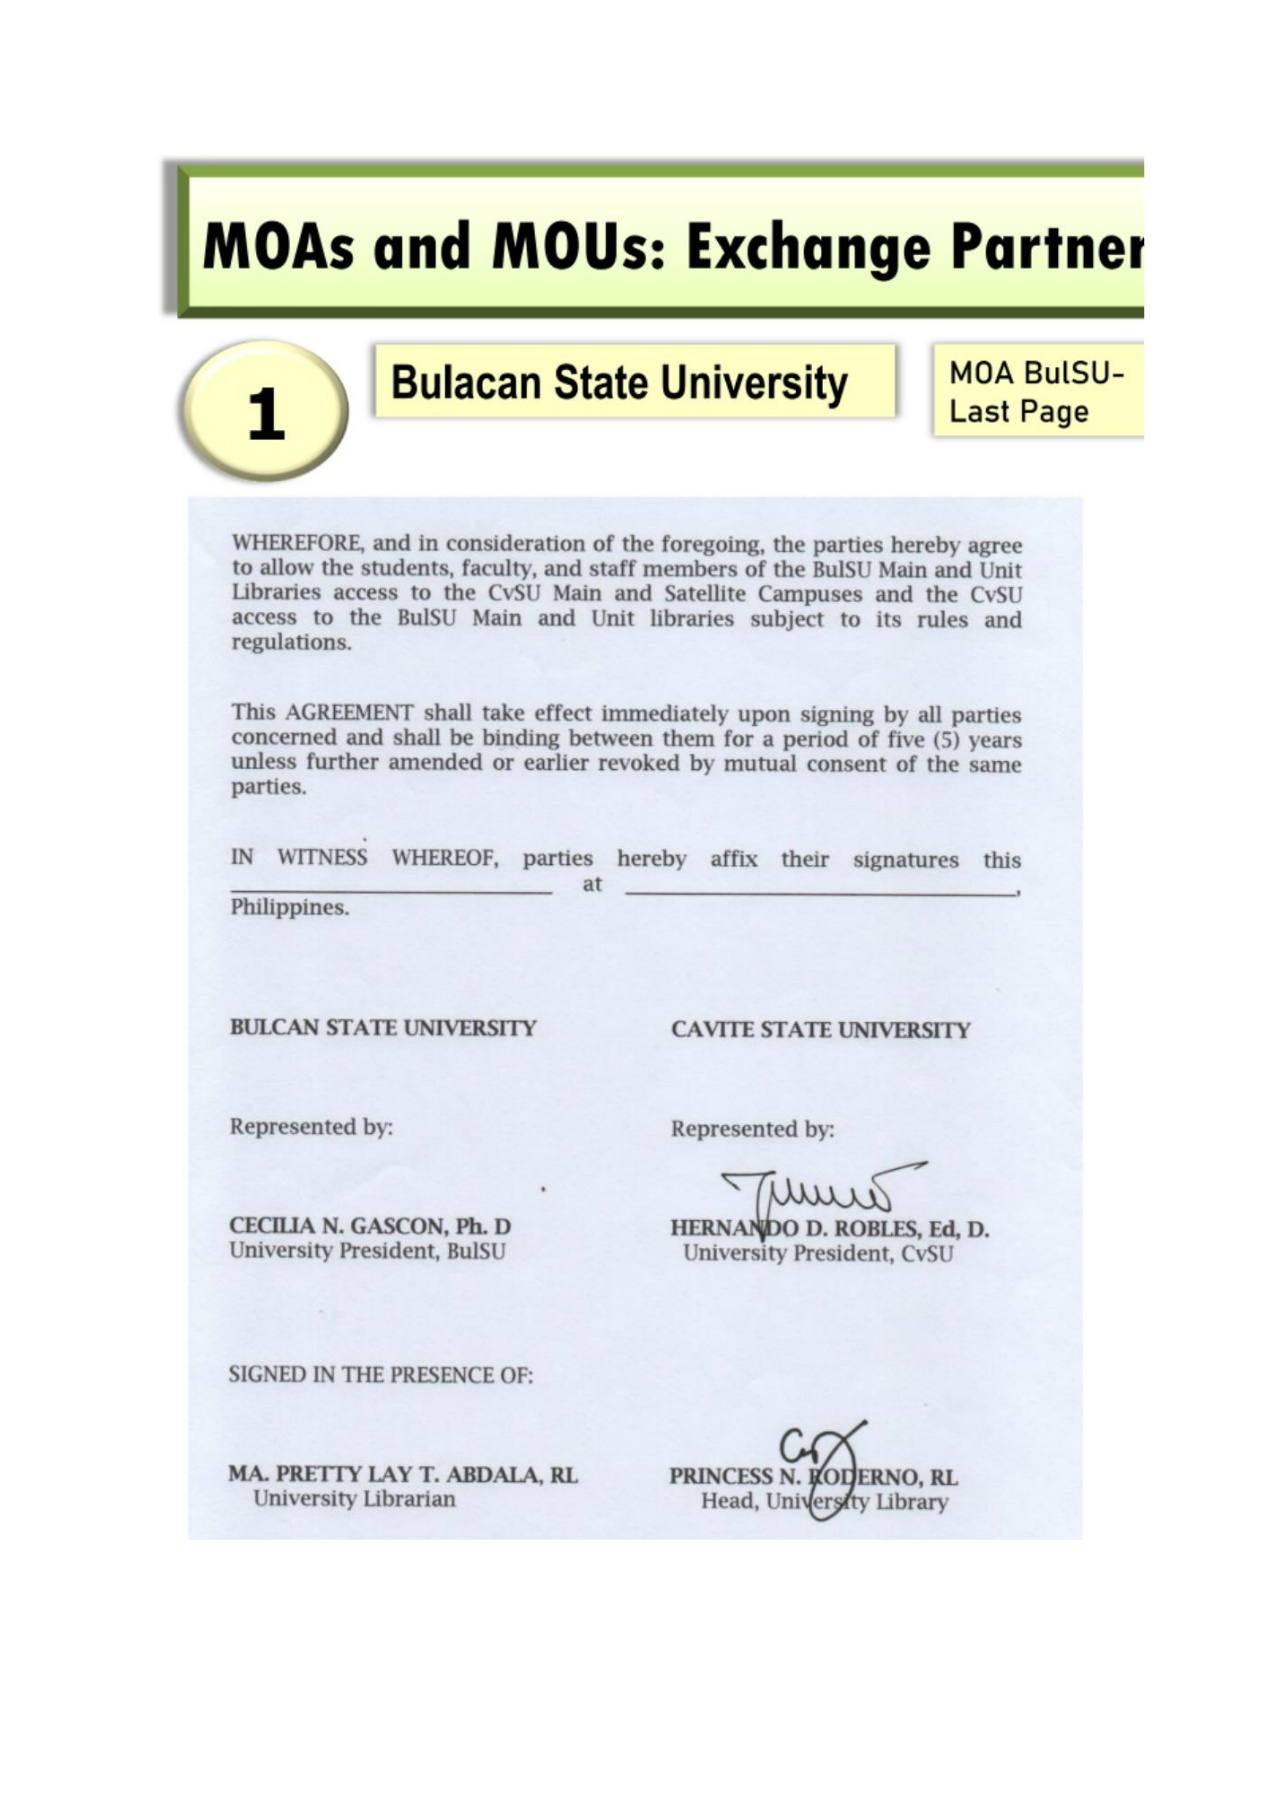 MOAs and MOUs: Exchange Partner
1
Bulacan State University
MOA BulSU-
Last Page
WHEREFORE, and in consideration of the foregoing, the parties hereby agree
to allow the students, faculty, and staff members of the BulSU Main and Unit
Libraries access to the CvSU Main and Satellite Campuses and the CvSU
access to the BulSU Main and Unit libraries subject to its rules and
regulations.
This AGREEMENT shall take effect immediately upon signing by all parties
concerned and shall be binding between them for a period of five (5) years
unless further amended or earlier revoked by mutual consent of the same
parties.
IN WITNESS WHEREOF, parties hereby affix their signatures this
____________________ at ____________________,
Philippines.
BULCAN STATE UNIVERSITY
CAVITE STATE UNIVERSITY
Represented by:
Represented by:
CECILIA N. GASCON, Ph. D
University President, BulSU
HERNANDO D. ROBLES, Ed, D.
University President, CvSU
SIGNED IN THE PRESENCE OF:
MA. PRETTY LAY T. ABDALA, RL
University Librarian
PRINCESS N. RODERNO, RL
Head, University Library